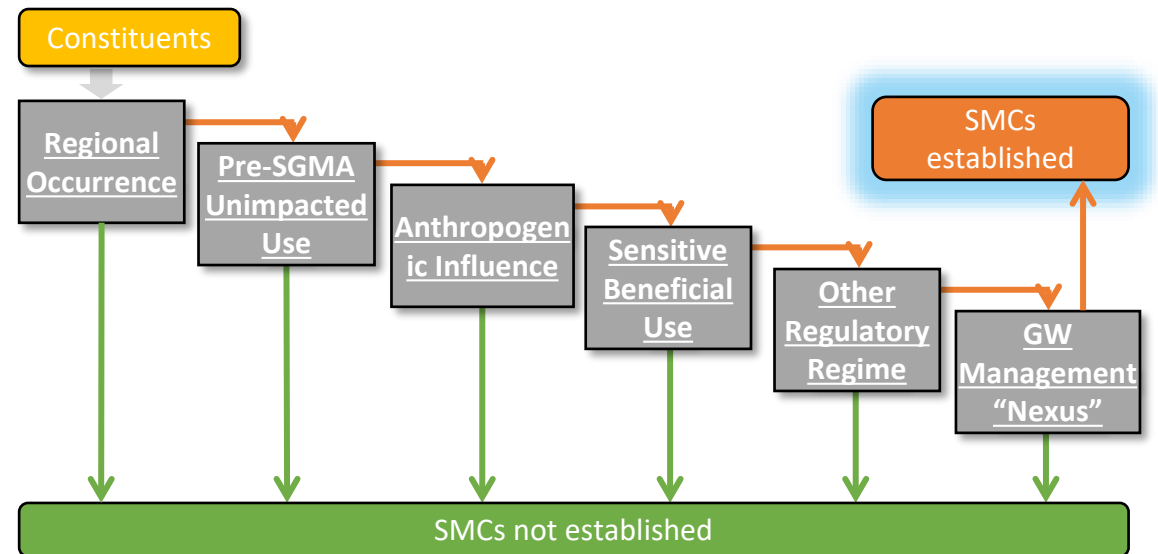 Constituents
Regional
Occurrence
Pre-SGMA
Unimpacted
Use
Anthropogen
ic Influence
Sensitive
Beneficial
Use
Other
Regulatory
Regime
GW
Management
“Nexus”
SMCs
established
SMCs not established